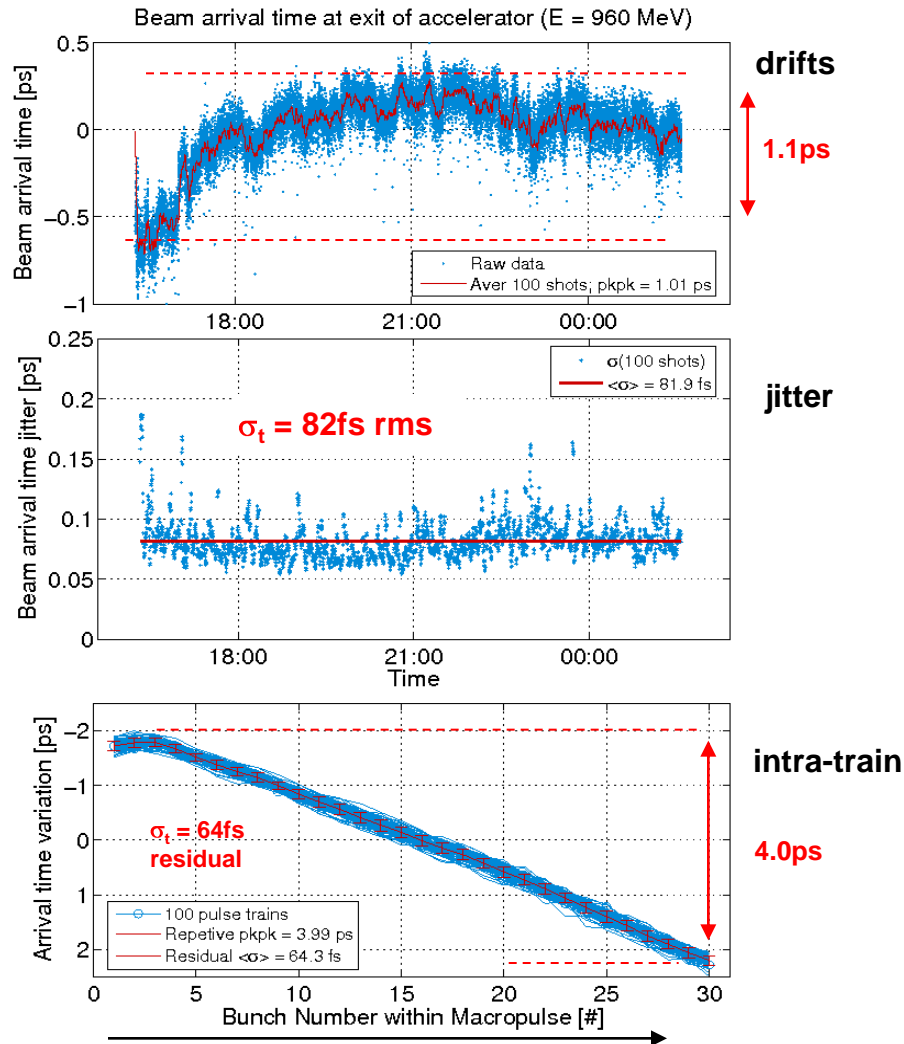 Beam arrival time at exit of accelerator (E = 960 MeV)
Beam arrival time [ps]
0.5
0
−0.5
−1
18:00
21:00
00:00
Raw data
Aver 100 shots; pkpk = 1.01 ps
drifts
1.1ps
Beam arrival time jitter [ps]
0.25
0.2
0.15
0.1
0.05
0
σ(100 shots)
<σ> = 81.9 fs
σt = 82fs rms
18:00
21:00
00:00
Time
jitter
Arrival time variation [ps]
−2
−1
0
1
2
σt = 64fs
residual
100 pulse trains
Repetive pkpk = 3.99 ps
Residual <σ> = 64.3 fs
0
5
10
15
20
25
30
Bunch Number within Macropulse [#]
intra-train
4.0ps